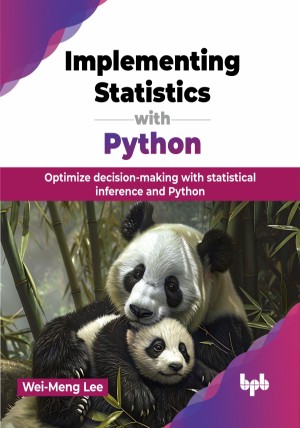 Implementing
Statistics
with
Python
Optimize decision-making with statistical
inference and Python
Wei-Meng Lee
bpb